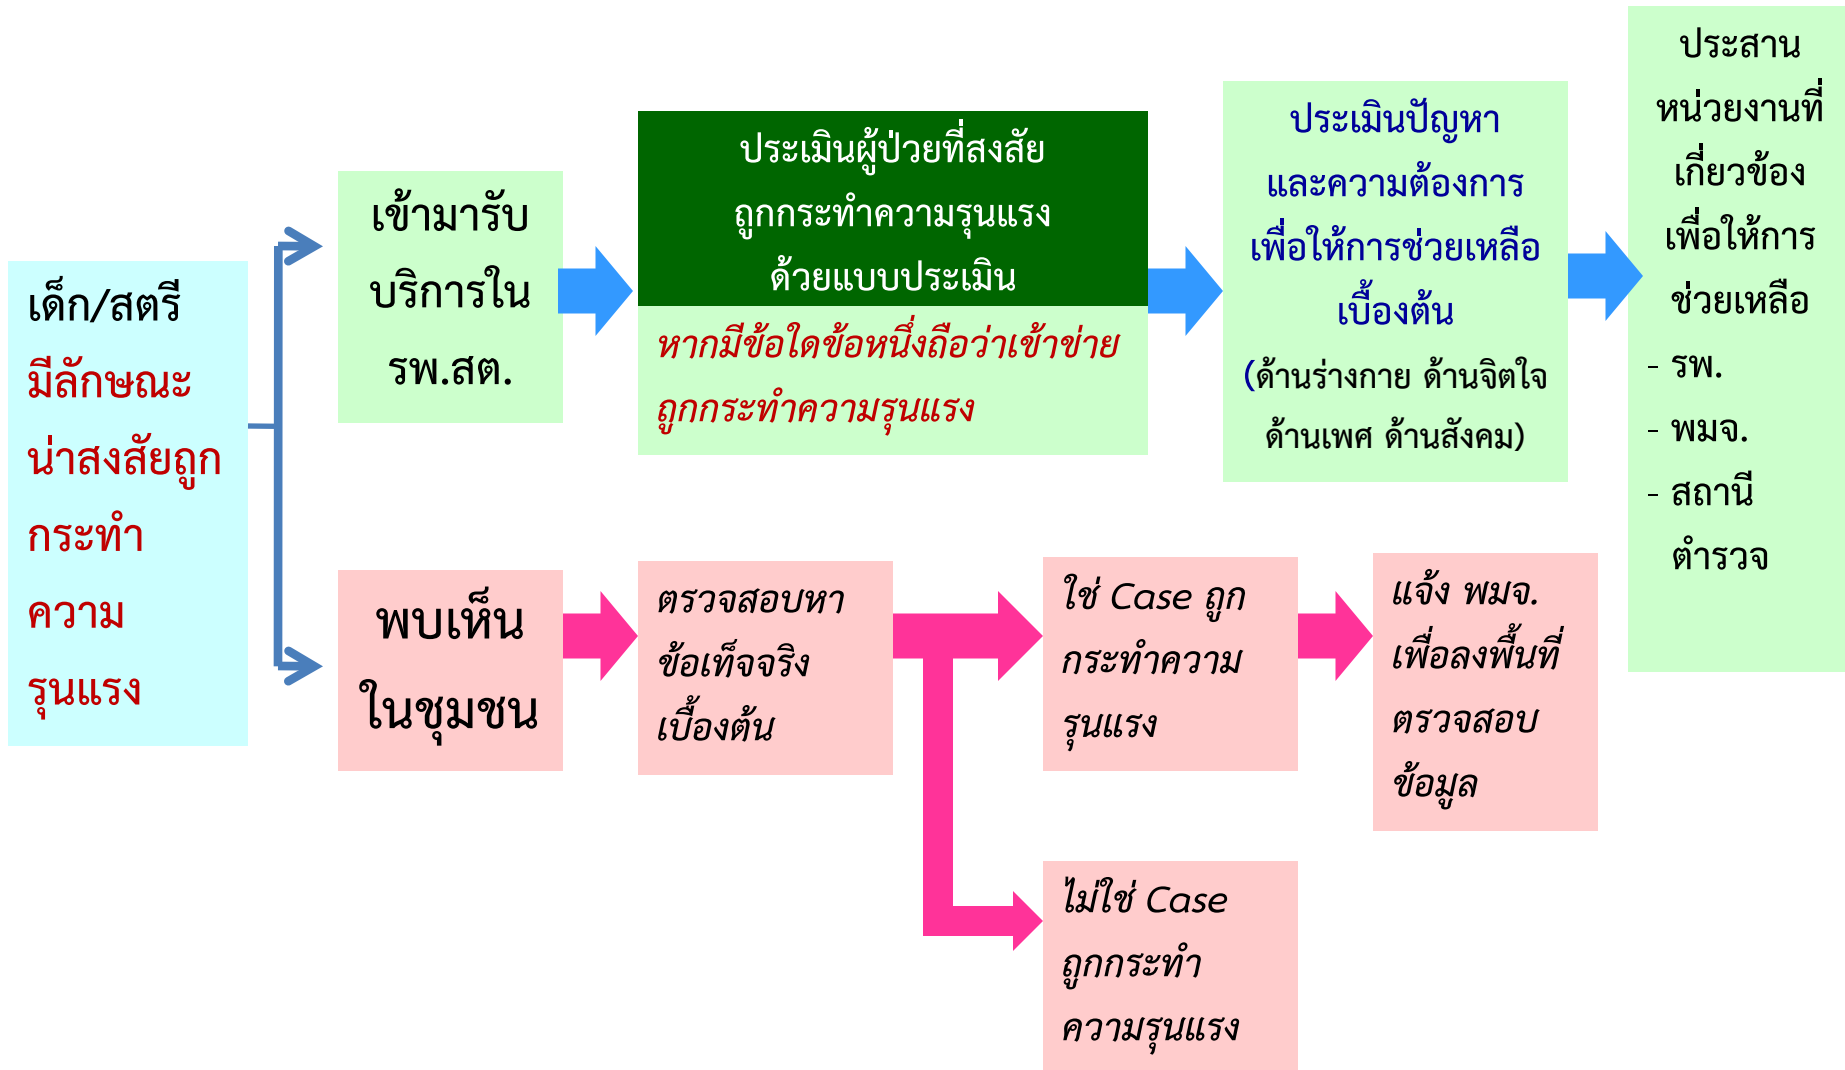 เด็ก/สตรี
มีลักษณะ
น่าสงสัยถูก
กระทำ
ความ
รุนแรง
เข้ามารับ
บริการใน
รพ.สต.
ประเมินผู้ป่วยที่สงสัย
ถูกกระทำความรุนแรง
ด้วยแบบประเมิน
หากมีข้อใดข้อหนึ่งถือว่าเข้าข่าย
ถูกกระทำความรุนแรง
ประเมินปัญหา
และความต้องการ
เพื่อให้การช่วยเหลือ
เบื้องต้น
(ด้านร่างกาย ด้านจิตใจ
ด้านเพศ ด้านสังคม)
ประสาน
หน่วยงานที่
เกี่ยวข้อง
เพื่อให้การ
ช่วยเหลือ
- รพ.
- พมจ.
- สถานี
ตำรวจ
พบเห็น
ในชุมชน
ตรวจสอบหา
ข้อเท็จจริง
เบื้องต้น
ใช่ Case ถูก
กระทำความ
รุนแรง
แจ้ง พมจ.
เพื่อลงพื้นที่
ตรวจสอบ
ข้อมูล
ไม่ใช่ Case
ถูกกระทำ
ความรุนแรง